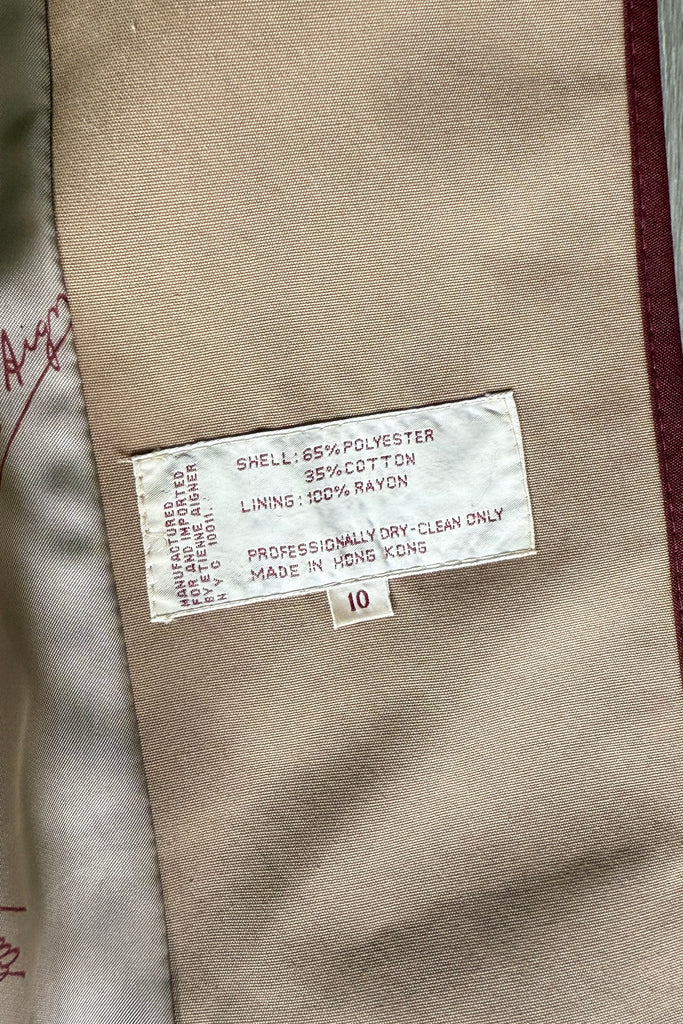 Aign
SHELL: 65% POLYESTER
35% COTTON
LINING: 100% RAYON
PROFESSIONALLY DRY-CLEAN ONLY
MADE IN HONG KONG
MANUFACTURED
FOR AND IMPORTED
BY ETIENNE AIGNER
N Y C 10011.
10